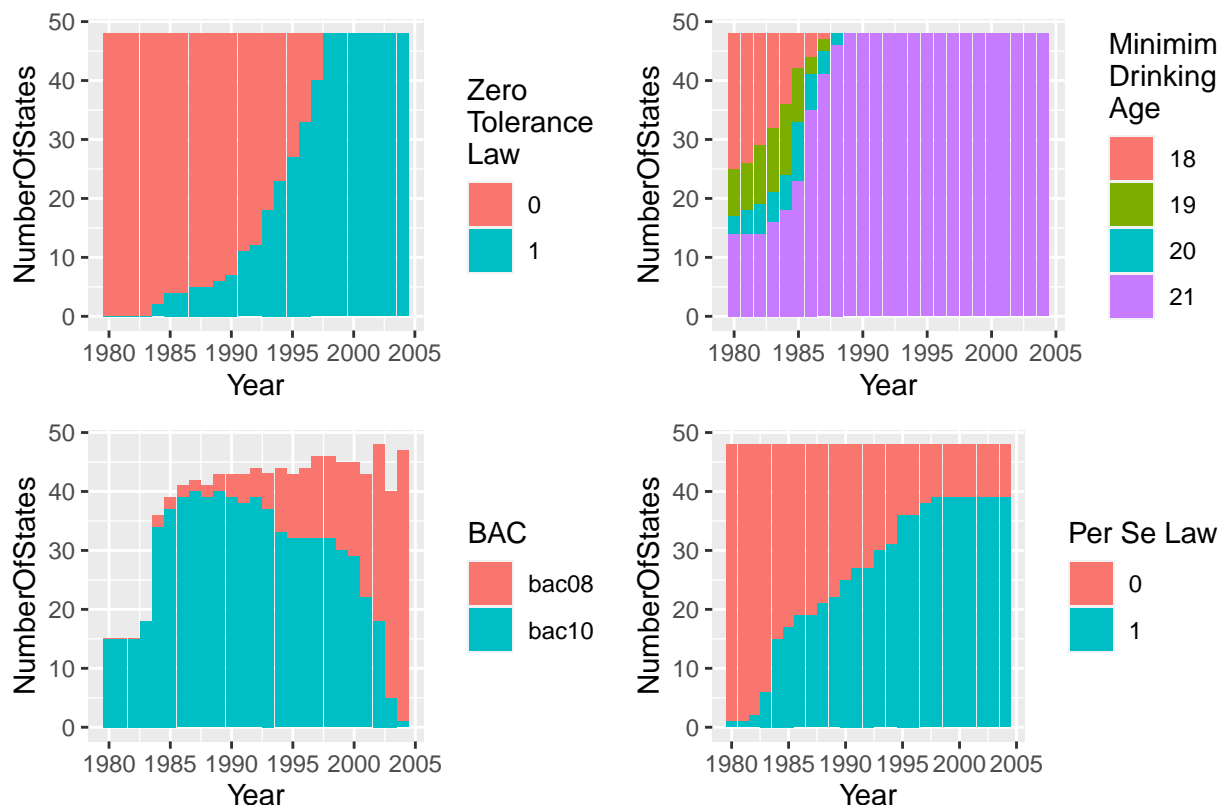 50
40
30
20
10
0
NumberOfStates
1980 1985 1990 1995 2000 2005
Year
Zero
Tolerance
Law
0
1
50
40
30
20
10
0
NumberOfStates
1980 1985 1990 1995 2000 2005
Year
Minimim
Drinking
Age
18
19
20
21
50
40
30
20
10
0
NumberOfStates
1980 1985 1990 1995 2000 2005
Year
BAC
bac08
bac10
50
40
30
20
10
0
NumberOfStates
1980 1985 1990 1995 2000 2005
Year
Per Se Law
0
1